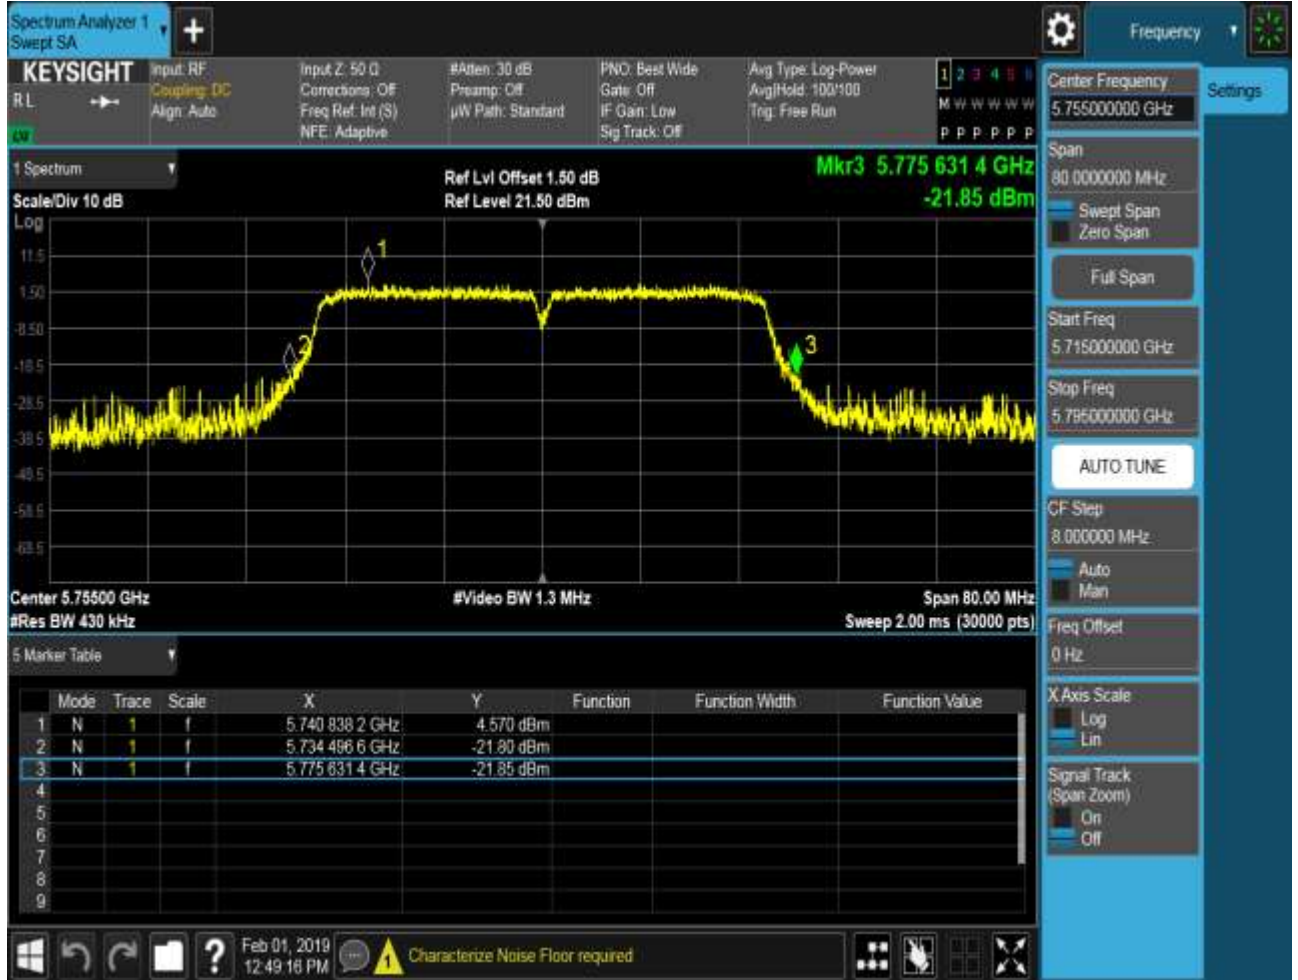 Spectrum Analyzer 1
Swept SA
+
Frequency
KEYSIGHT
RL
Input: RF
Coupling: DC
Align: Auto
Input Z: 50 Ω
Corrections: Off
Freq Ref: Int (S)
NFE: Adaptive
#Atten: 30 dB
Preamp: Off
µW Path: Standard
PNO: Best Wide
Gate: Off
IF Gain: Low
Sig Track: Off
Avg Type: Log-Power
Avg|Hold: 100/100
Trig: Free Run
1 2 3 4 5 6
M W W W W W
P P P P P P
1 Spectrum
Scale/Div 10 dB
Ref Lvl Offset 1.50 dB
Ref Level 21.50 dBm
Mkr3 5.775 631 4 GHz
-21.85 dBm
Log
11.5
1.50
-8.50
-18.5
-28.5
-38.5
-48.5
-58.5
-68.5
1
2
3
Center 5.75500 GHz
#Res BW 430 kHz
#Video BW 1.3 MHz
Span 80.00 MHz
Sweep 2.00 ms (30000 pts)
5 Marker Table
Mode Trace Scale X Y Function Function Width Function Value
1 N 1 f 5.740 838 2 GHz 4.570 dBm
2 N 1 f 5.734 496 6 GHz -21.80 dBm
3 N 1 f 5.775 631 4 GHz -21.85 dBm
4
5
6
7
8
9
Settings
Center Frequency
5.755000000 GHz
Span
80.0000000 MHz
Swept Span
Zero Span
Full Span
Start Freq
5.715000000 GHz
Stop Freq
5.795000000 GHz
AUTO TUNE
CF Step
8.000000 MHz
Auto
Man
Freq Offset
0 Hz
X Axis Scale
Log
Lin
Signal Track
(Span Zoom)
On
Off
?
Feb 01, 2019
12:49:16 PM
1
Characterize Noise Floor required